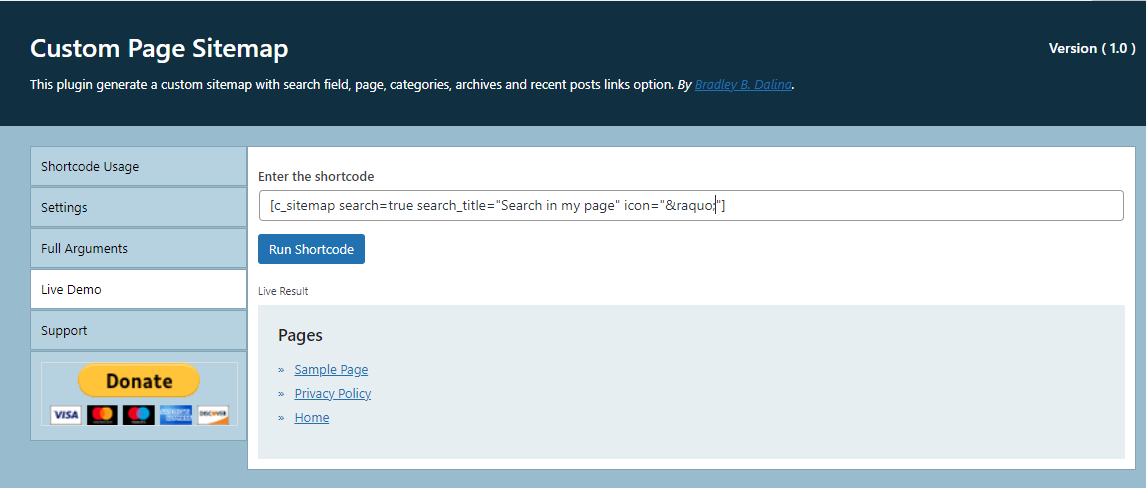 Custom Page Sitemap
Version ( 1.0 )
This plugin generate a custom sitemap with search field, page, categories, archives and recent posts links option. By Bradley B. Dalina.
Shortcode Usage
Settings
Full Arguments
Live Demo
Support
Donate
VISA
AMERICAN EXPRESS
DISCOVER
Enter the shortcode
[c_sitemap search=true search_title="Search in my page" icon="&raquo;"]
Run Shortcode
Live Result
Pages
» Sample Page
» Privacy Policy
» Home